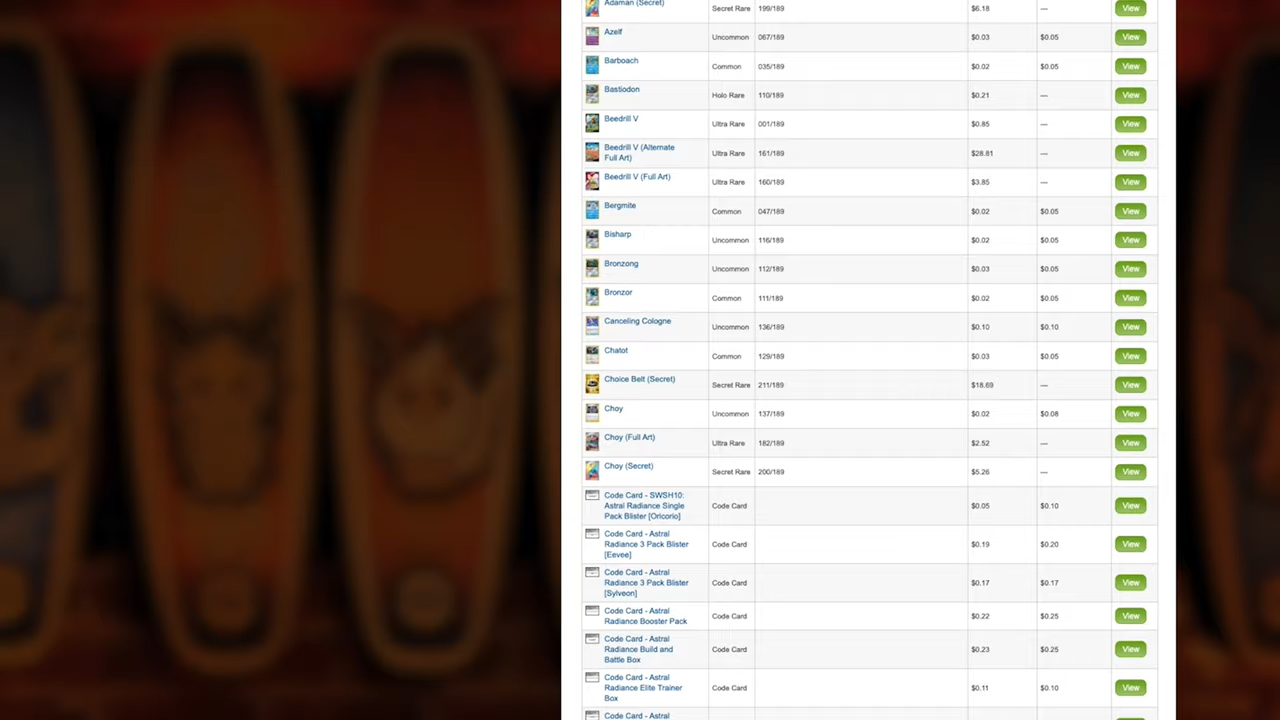 Adaman (Secret) Secret Rare 199/189 $6.18 — View
Azelf Uncommon 067/189 $0.03 $0.05 View
Barboach Common 035/189 $0.02 $0.05 View
Bastiodon Holo Rare 110/189 $0.21 — View
Beedrill V Ultra Rare 001/189 $0.85 — View
Beedrill V (Alternate
Full Art) Ultra Rare 161/189 $28.81 — View
Beedrill V (Full Art) Ultra Rare 160/189 $3.85 — View
Bergmite Common 047/189 $0.02 $0.05 View
Bisharp Uncommon 116/189 $0.02 $0.05 View
Bronzong Uncommon 112/189 $0.03 $0.05 View
Bronzor Common 111/189 $0.02 $0.05 View
Canceling Cologne Uncommon 136/189 $0.10 $0.10 View
Chatot Common 129/189 $0.03 $0.05 View
Choice Belt (Secret) Secret Rare 211/189 $18.69 — View
Choy Uncommon 137/189 $0.02 $0.08 View
Choy (Full Art) Ultra Rare 182/189 $2.52 — View
Choy (Secret) Secret Rare 200/189 $5.26 — View
Code Card - SWSH10:
Astral Radiance Single
Pack Blister [Oricorio] Code Card $0.05 $0.10 View
Code Card - Astral
Radiance 3 Pack Blister
[Eevee] Code Card $0.19 $0.20 View
Code Card - Astral
Radiance 3 Pack Blister
[Sylveon] Code Card $0.17 $0.17 View
Code Card - Astral
Radiance Booster Pack Code Card $0.22 $0.25 View
Code Card - Astral
Radiance Build and
Battle Box Code Card $0.23 $0.25 View
Code Card - Astral
Radiance Elite Trainer
Box Code Card $0.11 $0.10 View
Code Card - Astral